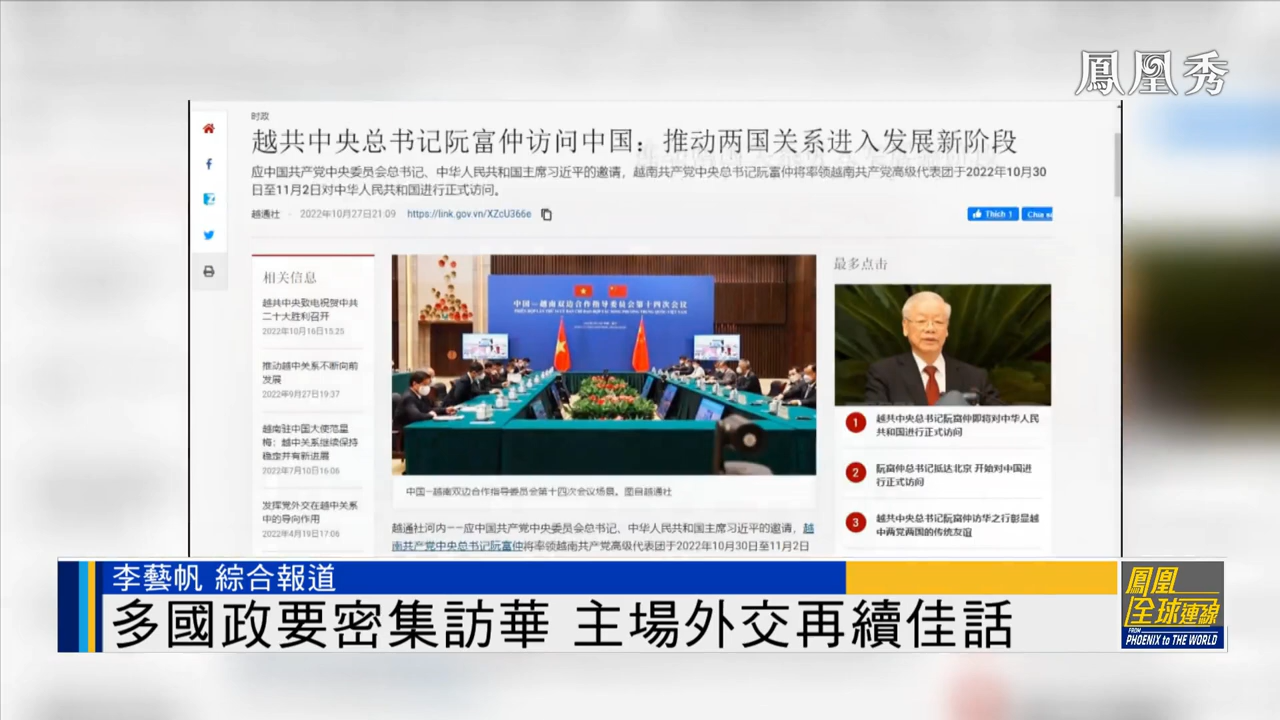 鳳凰秀
时政
越共中央总书记阮富仲访问中国：推动两国关系进入发展新阶段
应中国共产党中央委员会总书记、中华人民共和国主席习近平的邀请，越南共产党中央总书记阮富仲将率领越南共产党高级代表团于2022年10月30
日至11月2日对中华人民共和国进行正式访问。
越通社 · 2022年10月27日21:09 https://link.gov.vn/XZcU366e
Thích 1
相关信息
越共中央致电祝贺中共
二十大胜利召开
2022年10月16日15:25
推动越中关系不断向前
发展
2022年9月27日19:37
越南驻中国大使范星
梅：越中关系继续保持
稳定并有新进展
2022年7月10日16:06
发挥党外交在越中关系
中的导向作用
2022年4月19日17:06
中国—越南双边合作指导委员会第十四次会议
中国—越南双边合作指导委员会第十四次会议场景。图自越通社
越通社河内——应中国共产党中央委员会总书记、中华人民共和国主席习近平的邀请，越
南共产党中央总书记阮富仲将率领越南共产党高级代表团于2022年10月30日至11月2日
最多点击
1 越共中央总书记阮富仲即将对中华人民
共和国进行正式访问
2 阮富仲总书记抵达北京 开始对中国进
行正式访问
3 越共中央总书记阮富仲访华之行彰显越
中两党两国的传统友谊
李藝帆 綜合報道
多國政要密集訪華 主場外交再續佳話
鳳凰
全球連線
FROM
PHOENIX to THE WORLD